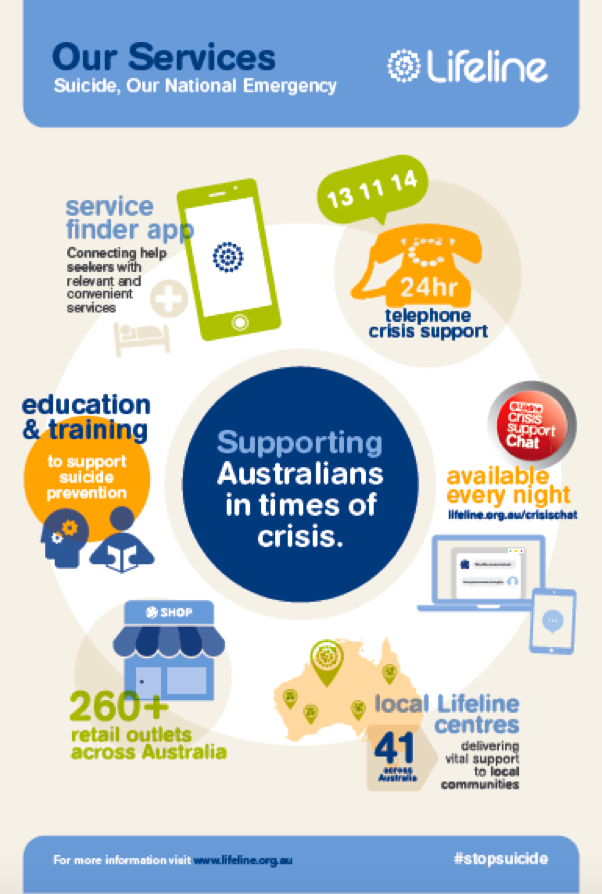 Our Services
Suicide, Our National Emergency
Lifeline
service
finder app
Connecting help
seekers with
relevant and
convenient
services
13 11 14
24hr
telephone
crisis support
education
& training
to support
suicide
prevention
Supporting
Australians
in times of
crisis.
Lifeline
crisis
support
Chat
available
every night
lifeline.org.au/crisischat
SHOP
260+
retail outlets
across Australia
local Lifeline
centres
41
across
Australia
delivering
vital support
to local
communities
For more information visit www.lifeline.org.au
#stopsuicide